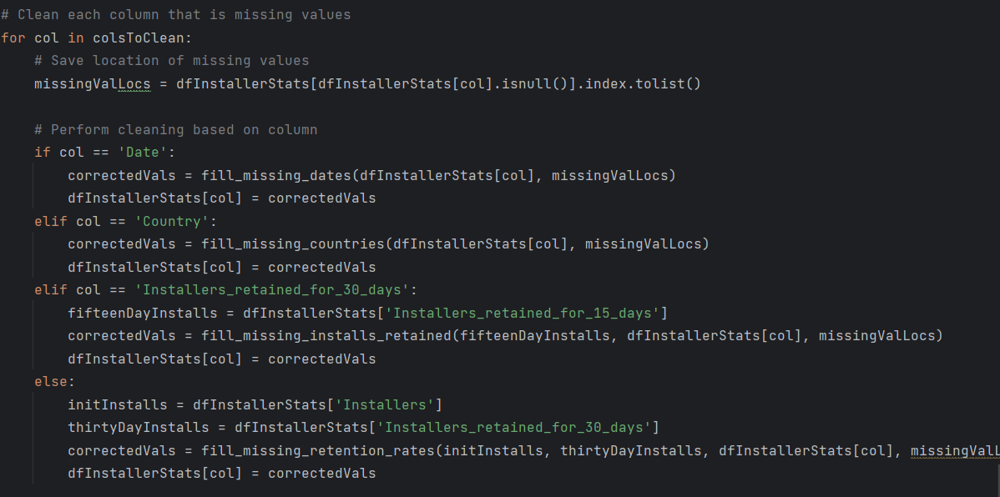 # Clean each column that is missing values
for col in colsToClean:
    # Save location of missing values
    missingValLocs = dfInstallerStats[dfInstallerStats[col].isnull()].index.tolist()

    # Perform cleaning based on column
    if col == 'Date':
        correctedVals = fill_missing_dates(dfInstallerStats[col], missingValLocs)
        dfInstallerStats[col] = correctedVals
    elif col == 'Country':
        correctedVals = fill_missing_countries(dfInstallerStats[col], missingValLocs)
        dfInstallerStats[col] = correctedVals
    elif col == 'Installers_retained_for_30_days':
        fifteenDayInstalls = dfInstallerStats['Installers_retained_for_15_days']
        correctedVals = fill_missing_installs_retained(fifteenDayInstalls, dfInstallerStats[col], missingValLocs)
        dfInstallerStats[col] = correctedVals
    else:
        initInstalls = dfInstallerStats['Installers']
        thirtyDayInstalls = dfInstallerStats['Installers_retained_for_30_days']
        correctedVals = fill_missing_retention_rates(initInstalls, thirtyDayInstalls, dfInstallerStats[col], missingValL
        dfInstallerStats[col] = correctedVals